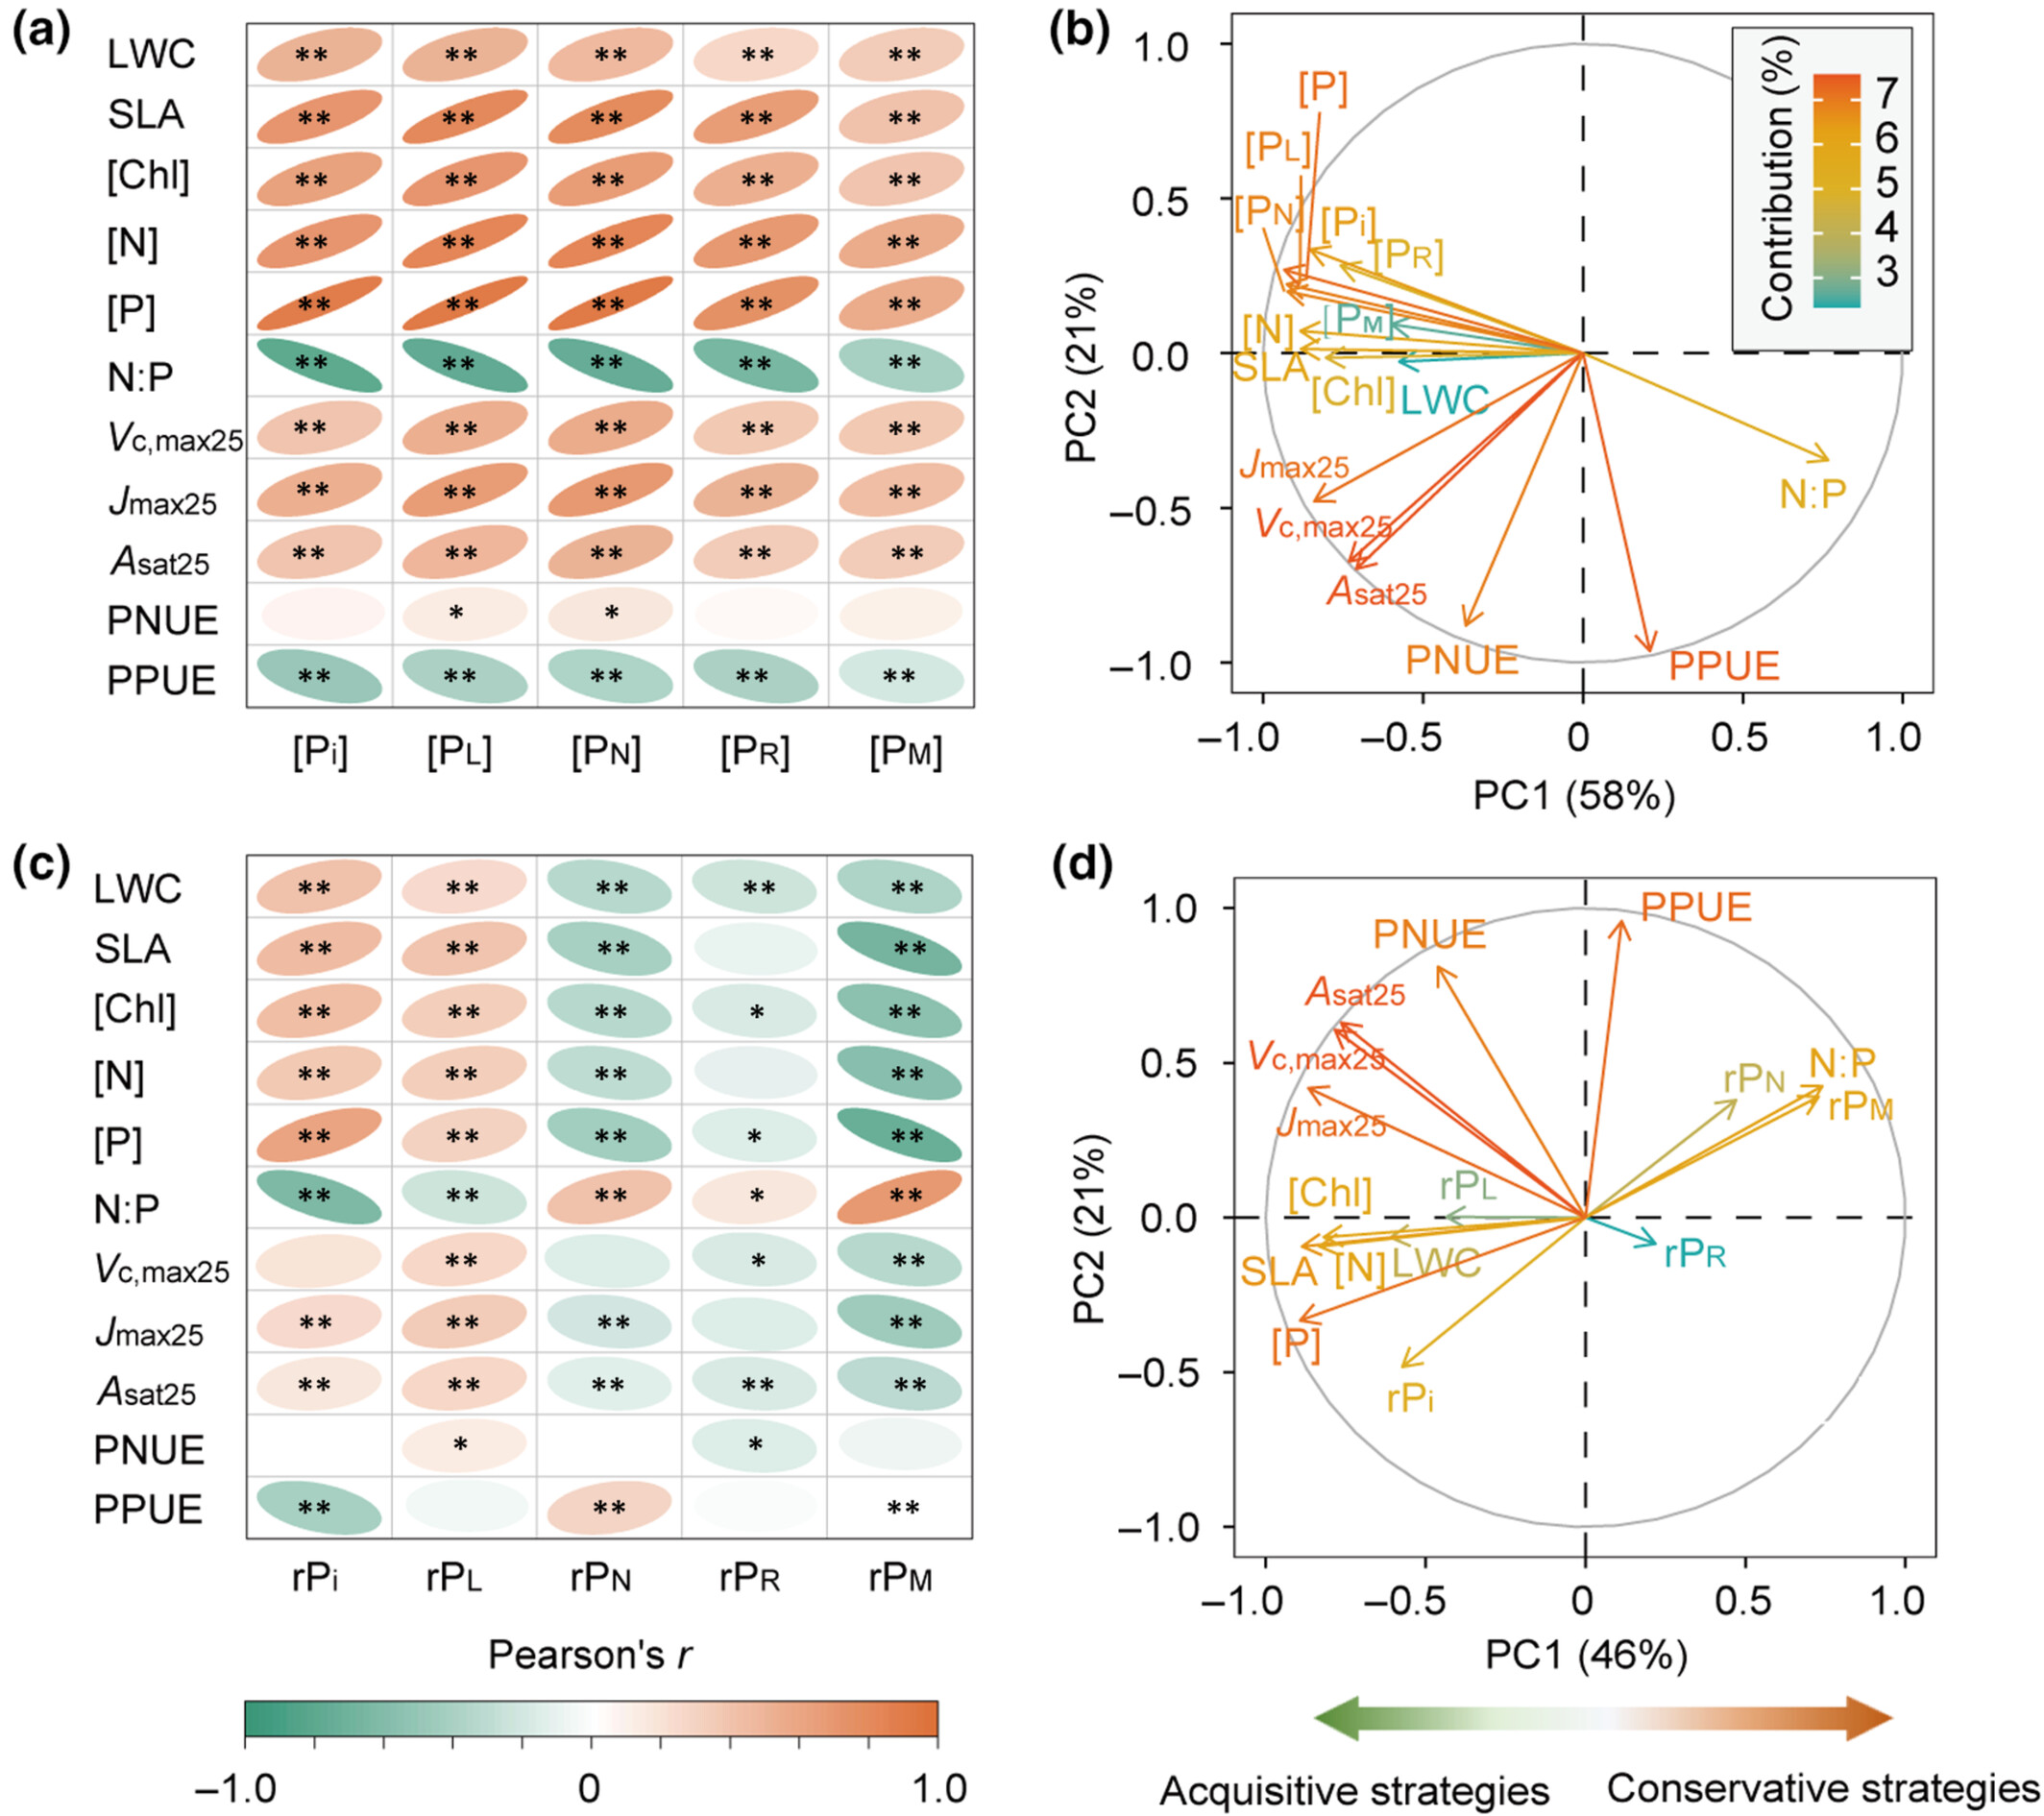 (a)
LWC ** ** ** ** **
SLA ** ** ** ** **
[Chl] ** ** ** ** **
[N] ** ** ** ** **
[P] ** ** ** ** **
N:P ** ** ** ** **
Vc,max25 ** ** ** ** **
Jmax25 ** ** ** ** **
Asat25 ** ** ** ** **
PNUE * *
PPUE ** ** ** ** **
[Pi] [PL] [PN] [PR] [PM]
(b)
1.0
0.5
0.0
−0.5
−1.0
PC2 (21%)
[P]
[PL]
[PN]
[Pi]
[PR]
[PM]
[N]
SLA
[Chl]
LWC
Jmax25
Vc,max25
Asat25
PNUE
PPUE
N:P
Contribution (%)
7
6
5
4
3
−1.0 −0.5 0 0.5 1.0
PC1 (58%)
(c)
LWC ** ** ** ** **
SLA ** ** ** **
[Chl] ** ** ** * **
[N] ** ** ** **
[P] ** ** ** * **
N:P ** ** ** * **
Vc,max25 ** * **
Jmax25 ** ** ** **
Asat25 ** ** ** ** **
PNUE * *
PPUE ** ** **
rPi rPL rPN rPR rPM
Pearson's r
−1.0 0 1.0
(d)
1.0
0.5
0.0
−0.5
−1.0
PC2 (21%)
PPUE
PNUE
Asat25
Vc,max25
Jmax25
rPN
N:P
rPM
[Chl]
rPL
SLA
[N]
LWC
rPR
[P]
rPi
−1.0 −0.5 0 0.5 1.0
PC1 (46%)
Acquisitive strategies Conservative strategies